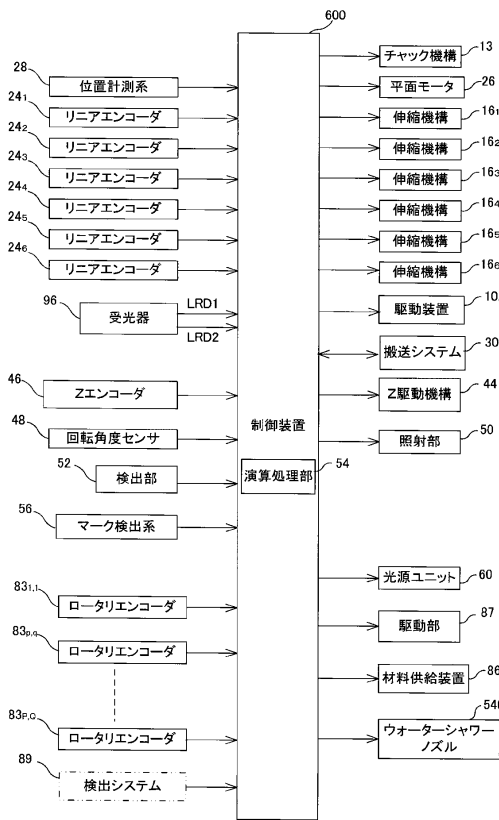 600
28
位置計測系
24₁
リニアエンコーダ
24₂
リニアエンコーダ
24₃
リニアエンコーダ
24₄
リニアエンコーダ
24₅
リニアエンコーダ
24₆
リニアエンコーダ
96
受光器
LRD1
LRD2
46
Zエンコーダ
48
回転角度センサ
52
検出部
56
マーク検出系
83₁,₁
ロータリエンコーダ
83p,q
ロータリエンコーダ
83P,Q
ロータリエンコーダ
89
検出システム
制御装置
演算処理部
54
チャック機構
13
平面モータ
26
伸縮機構
16₁
伸縮機構
16₂
伸縮機構
16₃
伸縮機構
16₄
伸縮機構
16₅
伸縮機構
16₆
駆動装置
10
搬送システム
30
Z駆動機構
44
照射部
50
光源ユニット
60
駆動部
87
材料供給装置
86
ウォーターシャワー
ノズル